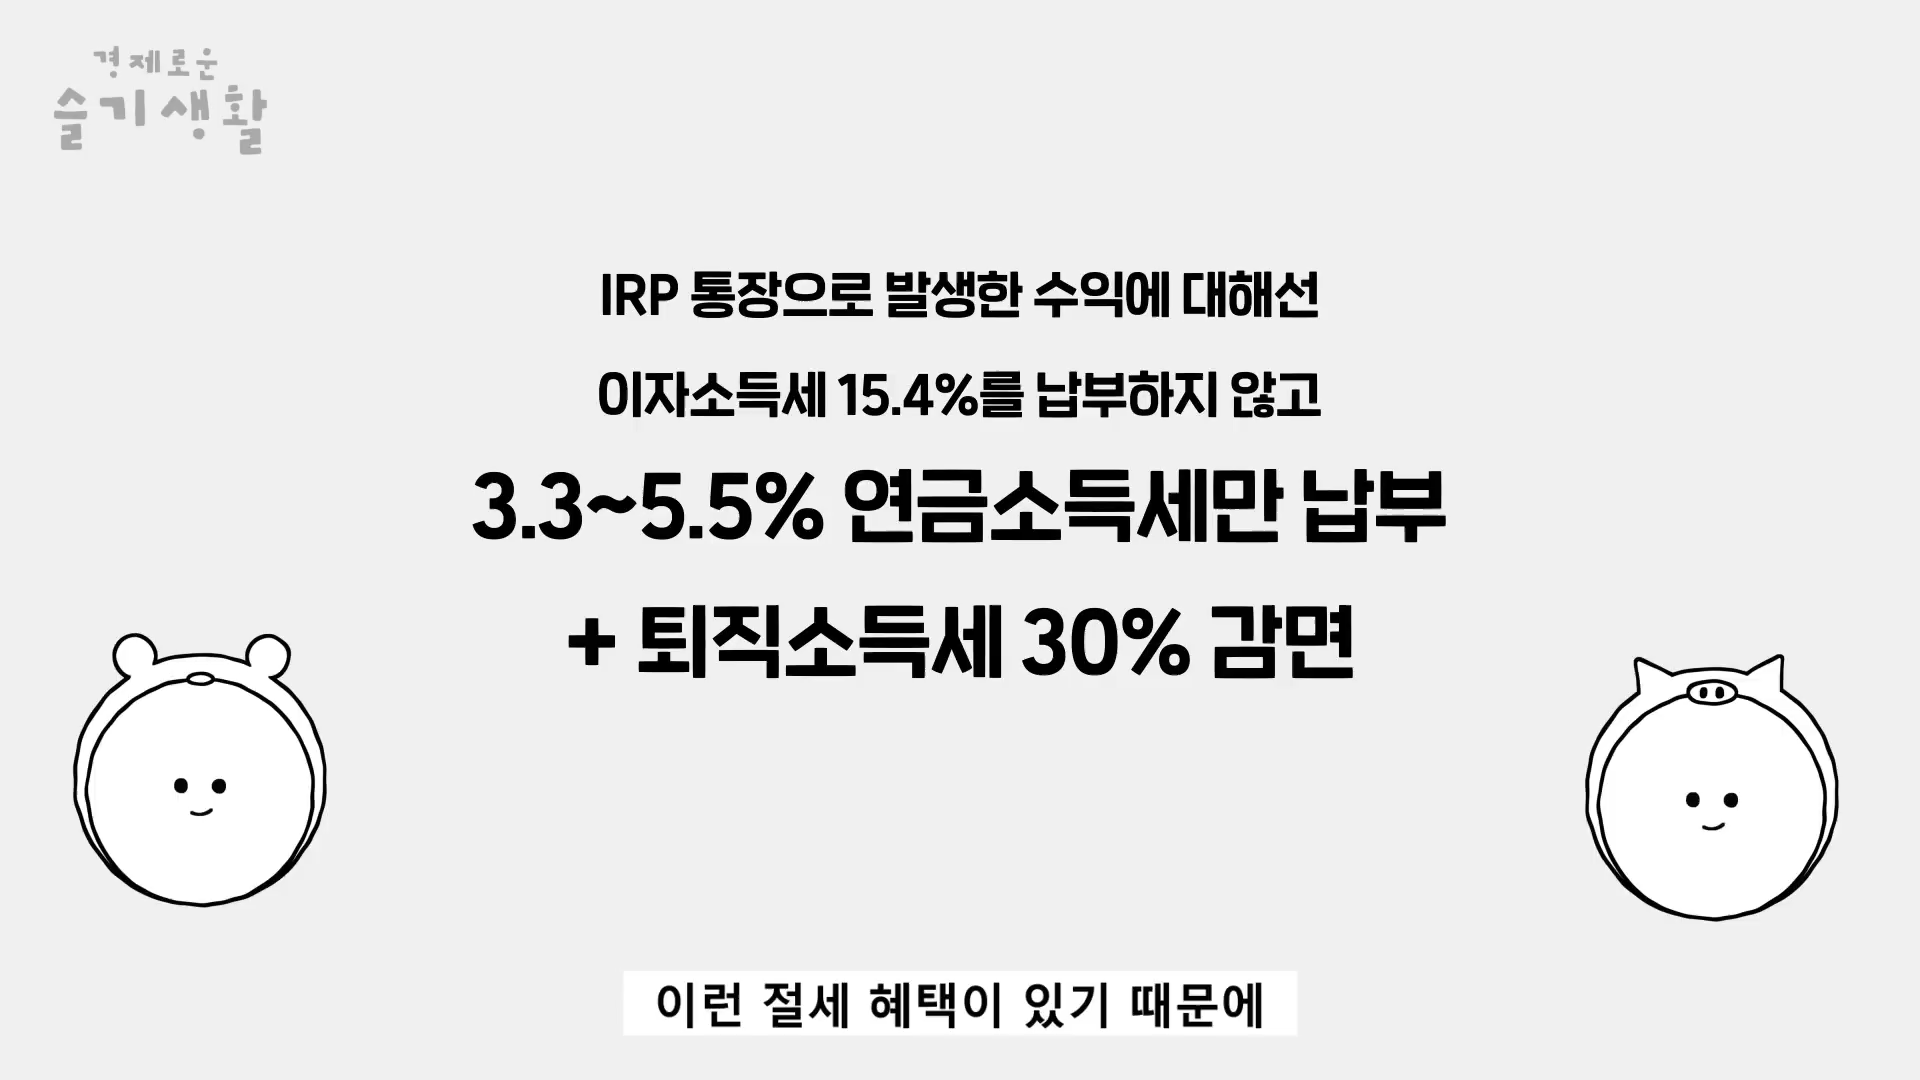 경제로운
슬기생활
IRP 통장으로 발생한 수익에 대해선
이자소득세 15.4%를 납부하지 않고
3.3~5.5% 연금소득세만 납부
+ 퇴직소득세 30% 감면
이런 절세 혜택이 있기 때문에